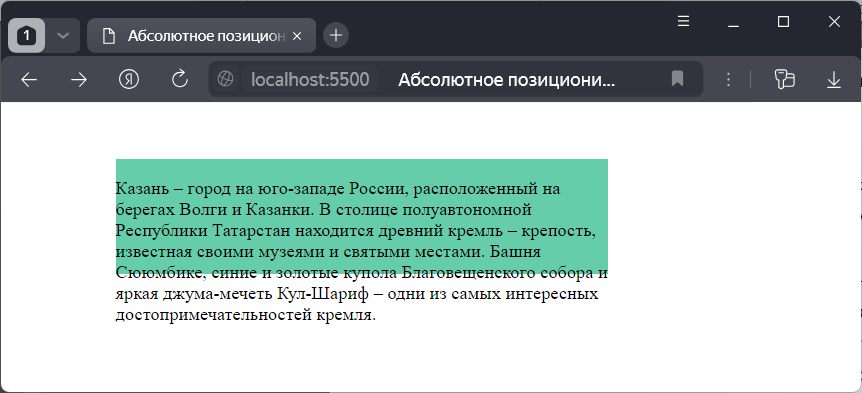 1
Абсолютное позицион
localhost:5500 Абсолютное позициони...
Казань – город на юго-западе России, расположенный на
берегах Волги и Казанки. В столице полуавтономной
Республики Татарстан находится древний кремль – крепость,
известная своими музеями и святыми местами. Башня
Сююмбике, синие и золотые купола Благовещенского собора и
яркая джума-мечеть Кул-Шариф – одни из самых интересных
достопримечательностей кремля.